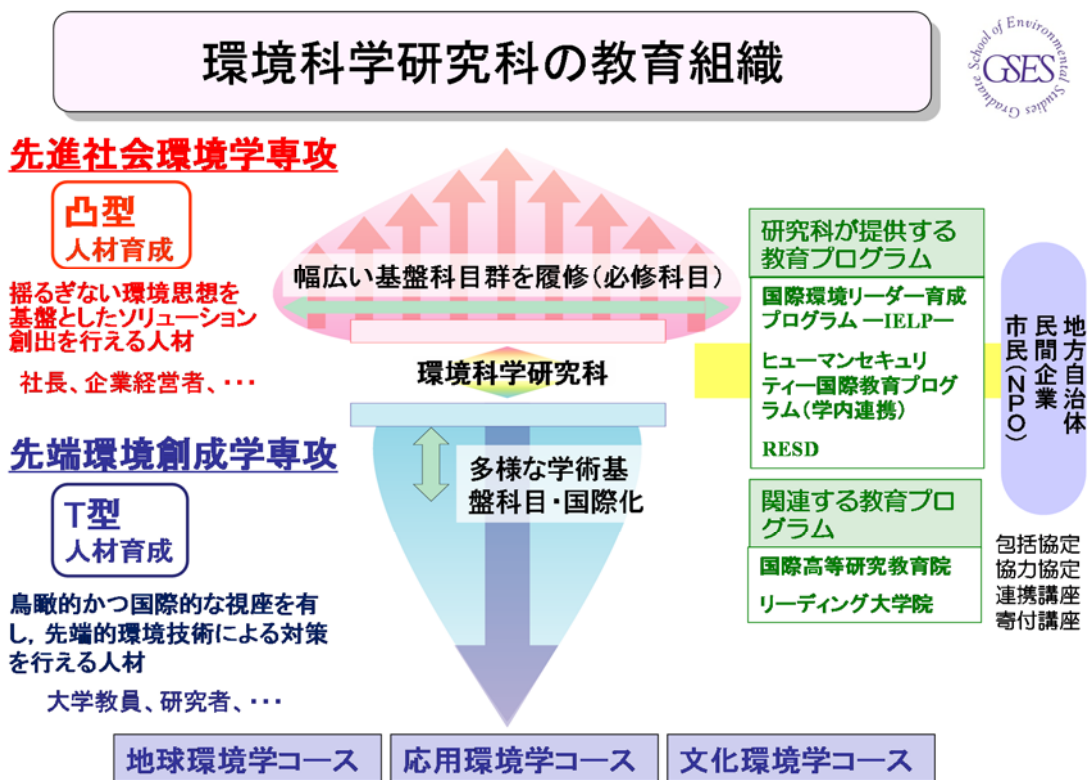 環境科学研究科の教育組織
Graduate School of Environmental Studies
GSES
先進社会環境学専攻
凸型
人材育成
揺るぎない環境思想を
基盤としたソリューション
創出を行える人材
社長、企業経営者、・・・
幅広い基盤科目群を履修(必修科目)
環境科学研究科
先端環境創成学専攻
T型
人材育成
鳥瞰的かつ国際的な視座を有
し,先端的環境技術による対策
を行える人材
大学教員、研究者、・・・
多様な学術基
盤科目・国際化
研究科が提供する
教育プログラム
国際環境リーダー育成
プログラム ―IELP―
ヒューマンセキュリ
ティー国際教育プログ
ラム(学内連携)
RESD
関連する教育プロ
グラム
国際高等研究教育院
リーディング大学院
地方自治体
民間企業
市民(NPO)
包括協定
協力協定
連携講座
寄付講座
地球環境学コース
応用環境学コース
文化環境学コース